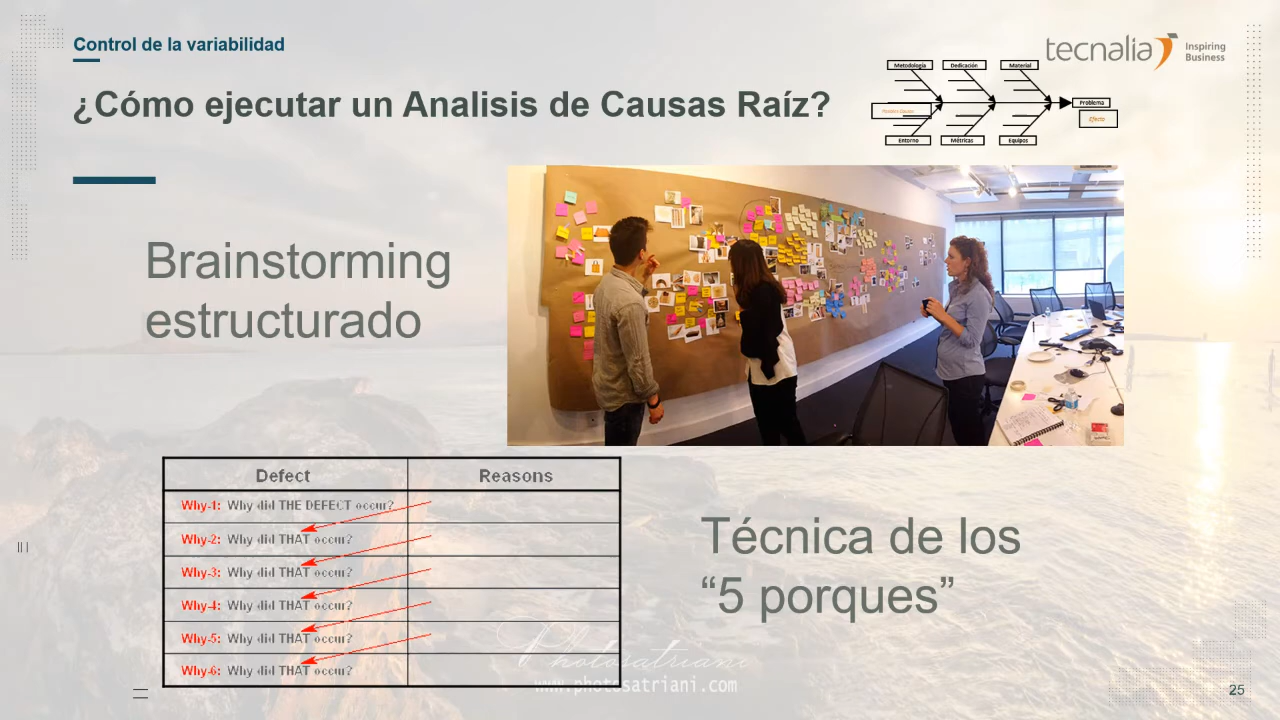 Control de la variabilidad
tecnalia Inspiring
Business
¿Cómo ejecutar un Analisis de Causas Raíz?
Metodología Dedicación Material
Problema
Efecto
Entorno Métricas Equipos
Brainstorming
estructurado
Defect Reasons
Why-1: Why did THE DEFECT occur?
Why-2: Why did THAT occur?
Why-3: Why did THAT occur?
Why-4: Why did THAT occur?
Why-5: Why did THAT occur?
Why-6: Why did THAT occur?
Técnica de los
“5 porques”
Photosatriani
www.photosatriani.com
25